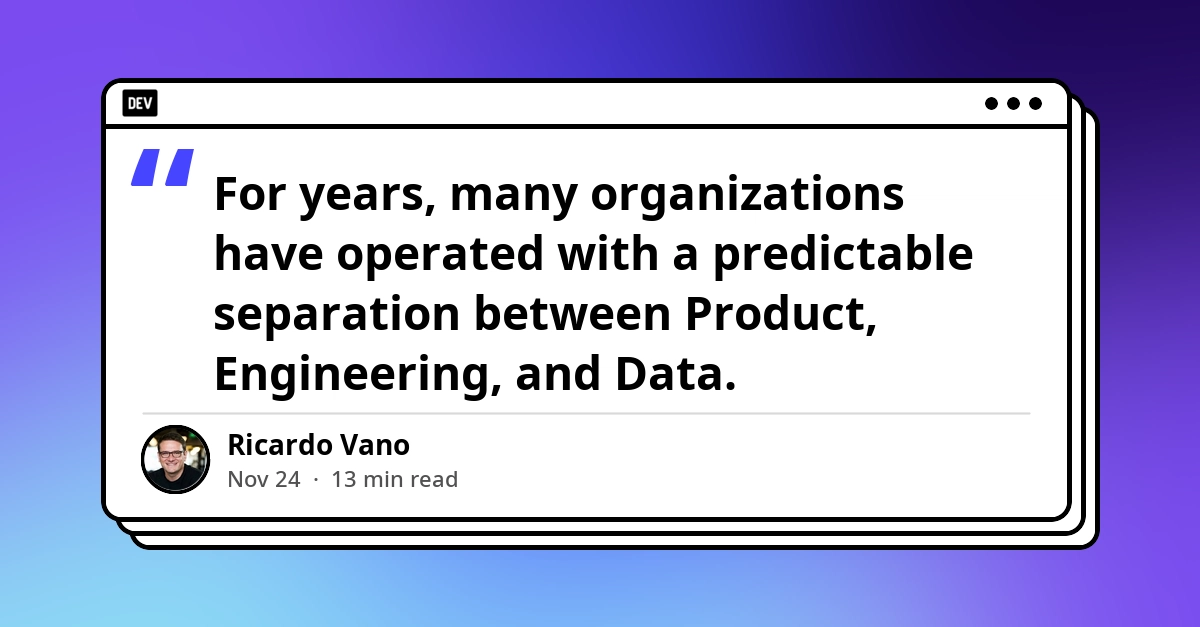 DEV
“For years, many organizations
have operated with a predictable
separation between Product,
Engineering, and Data.
Ricardo Vano
Nov 24 · 13 min read